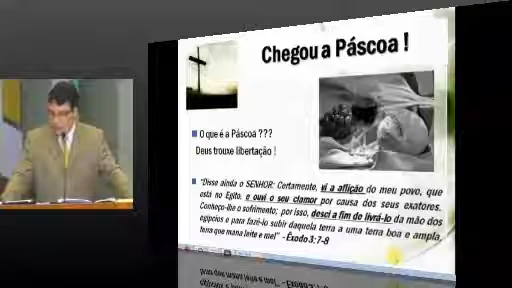 Chegou a Páscoa !
O que é a Páscoa ???
Deus trouxe libertação !
"Disse ainda o SENHOR: Certamente, vi a aflição do meu povo, que
está no Egito, e ouvi o seu clamor por causa dos seus exatores.
Conheço-lhe o sofrimento; por isso, desci a fim de livrá-lo da mão dos
egípcios e para fazê-lo subir daquela terra a uma terra boa e ampla,
terra que mana leite e mel" - Êxodo 3:7-8